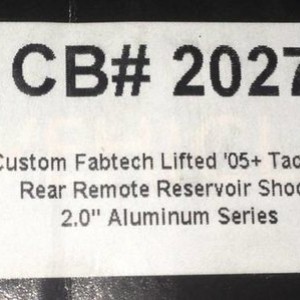 CB# 2027
Custom Fabtech Lifted '05+ Tac
Rear Remote Reservoir Shoc
2.0" Aluminum Series